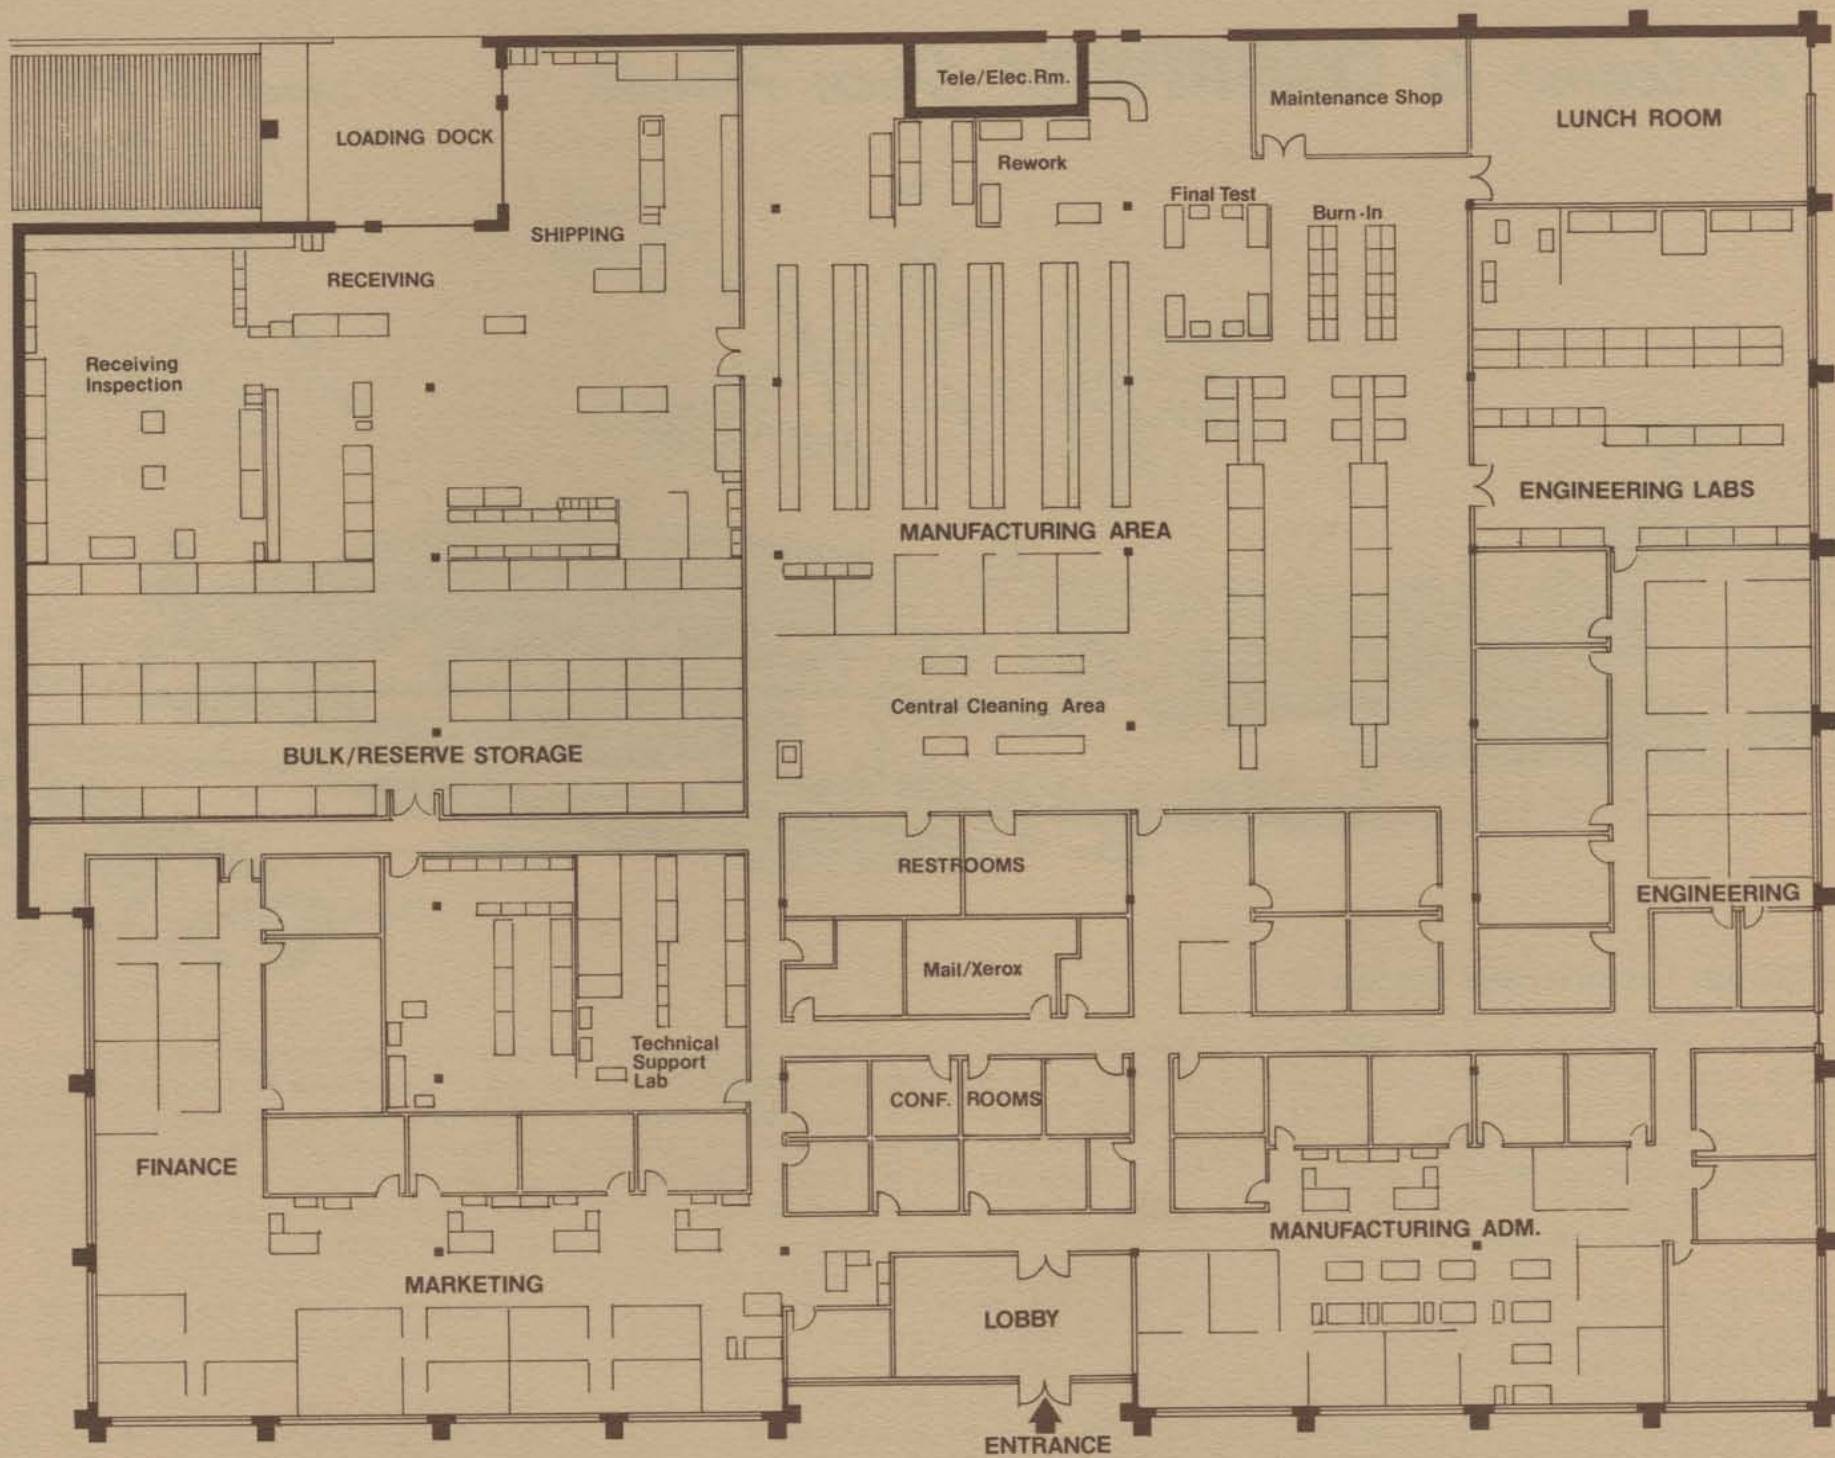 Tele/Elec.Rm.
Maintenance Shop
LUNCH ROOM
LOADING DOCK
Rework
Final Test
Burn-In
SHIPPING
RECEIVING
Receiving
Inspection
ENGINEERING LABS
MANUFACTURING AREA
Central Cleaning Area
BULK/RESERVE STORAGE
RESTROOMS
ENGINEERING
Mail/Xerox
Technical
Support
Lab
CONF. ROOMS
FINANCE
MANUFACTURING ADM.
MARKETING
LOBBY
ENTRANCE